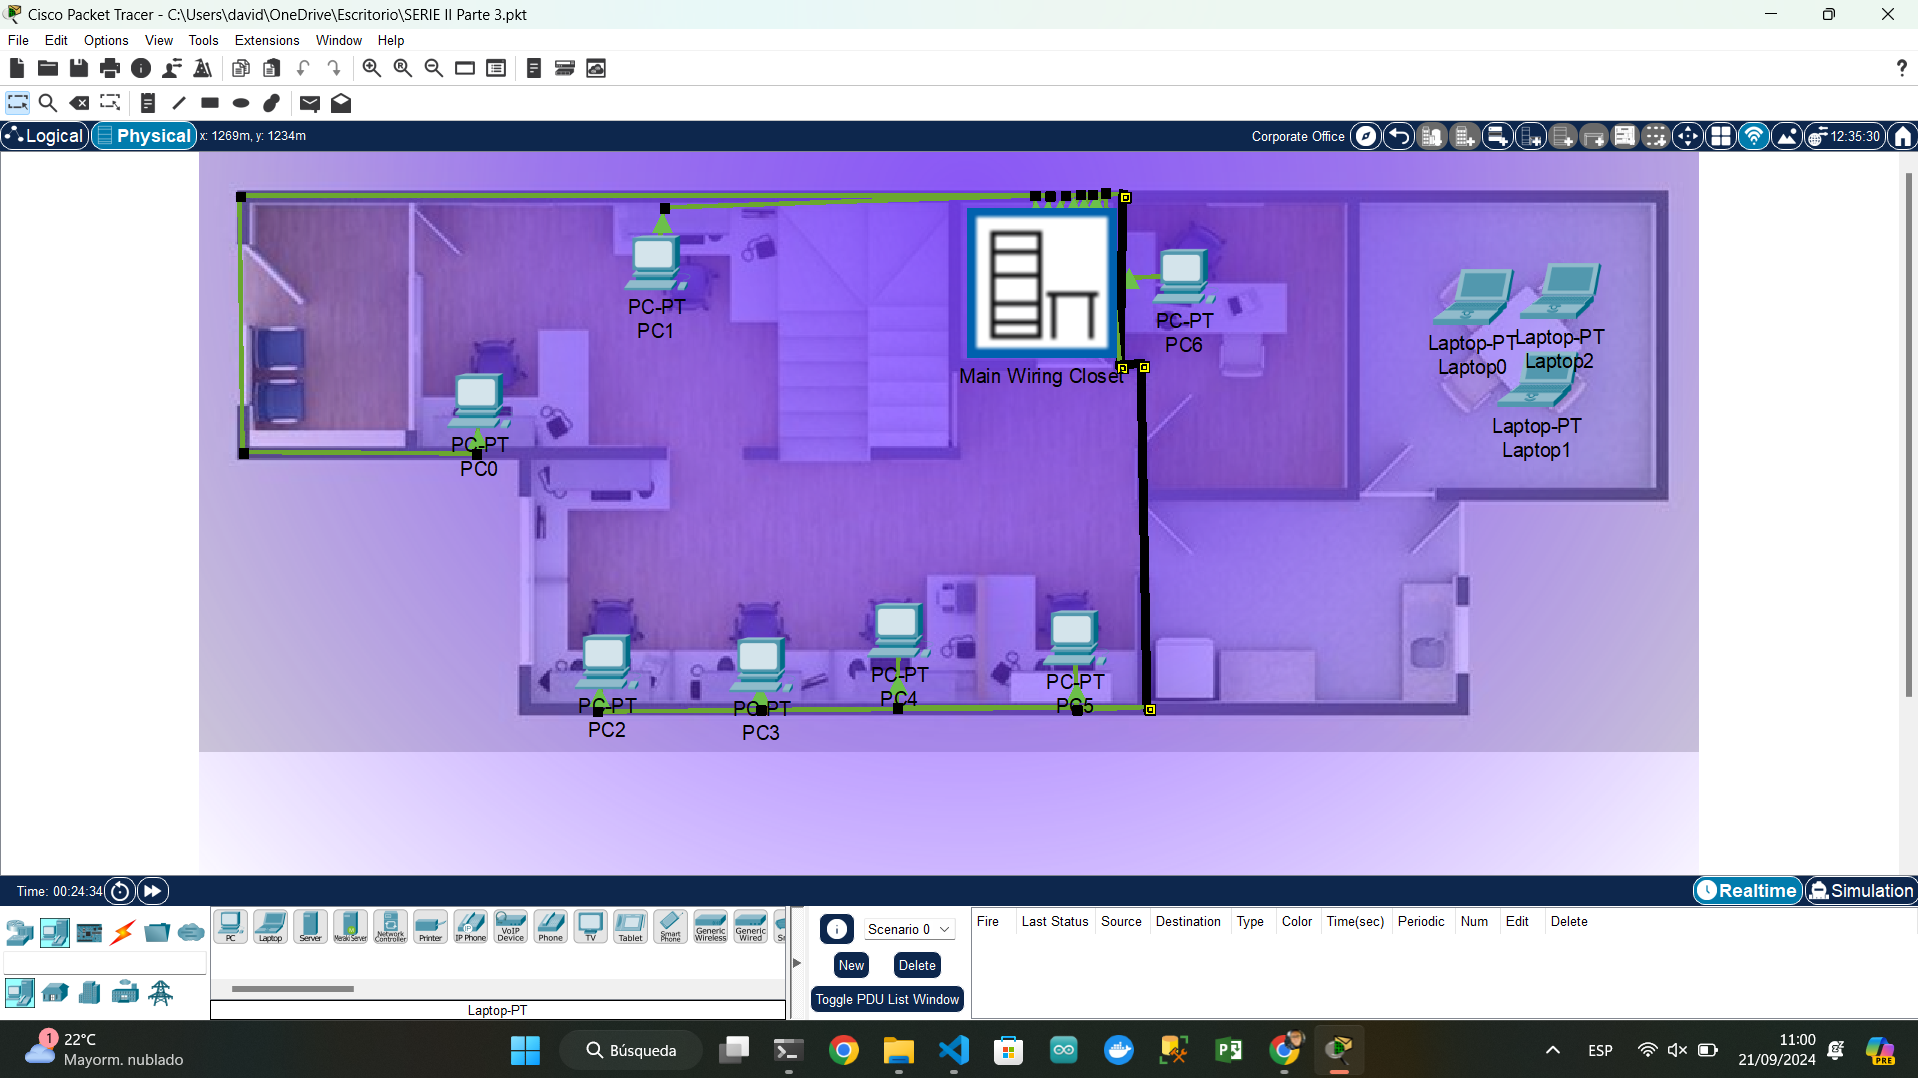 Cisco Packet Tracer - C:\Users\david\OneDrive\Escritorio\SERIE II Parte 3.pkt
File Edit Options View Tools Extensions Window Help
Logical Physical x: 1269m, y: 1234m Corporate Office 12:35:30
PC-PT
PC1
PC-PT
PC6
Laptop-PT
Laptop0
Laptop-PT
Laptop2
Main Wiring Closet
Laptop-PT
Laptop1
PC-PT
PC0
PC-PT
PC2
PC-PT
PC3
PC-PT
PC4
PC-PT
PC5
Time: 00:24:34 Realtime Simulation
PC Laptop Server Meraki Server Network Controller Printer IP Phone VoIP Device Phone TV Tablet Smart Phone Generic Wireless Generic Wired
Laptop-PT
Scenario 0
New Delete
Toggle PDU List Window
Fire Last Status Source Destination Type Color Time(sec) Periodic Num Edit Delete
1 22°C
Mayorm. nublado
Búsqueda
ESP
11:00
21/09/2024
PRE